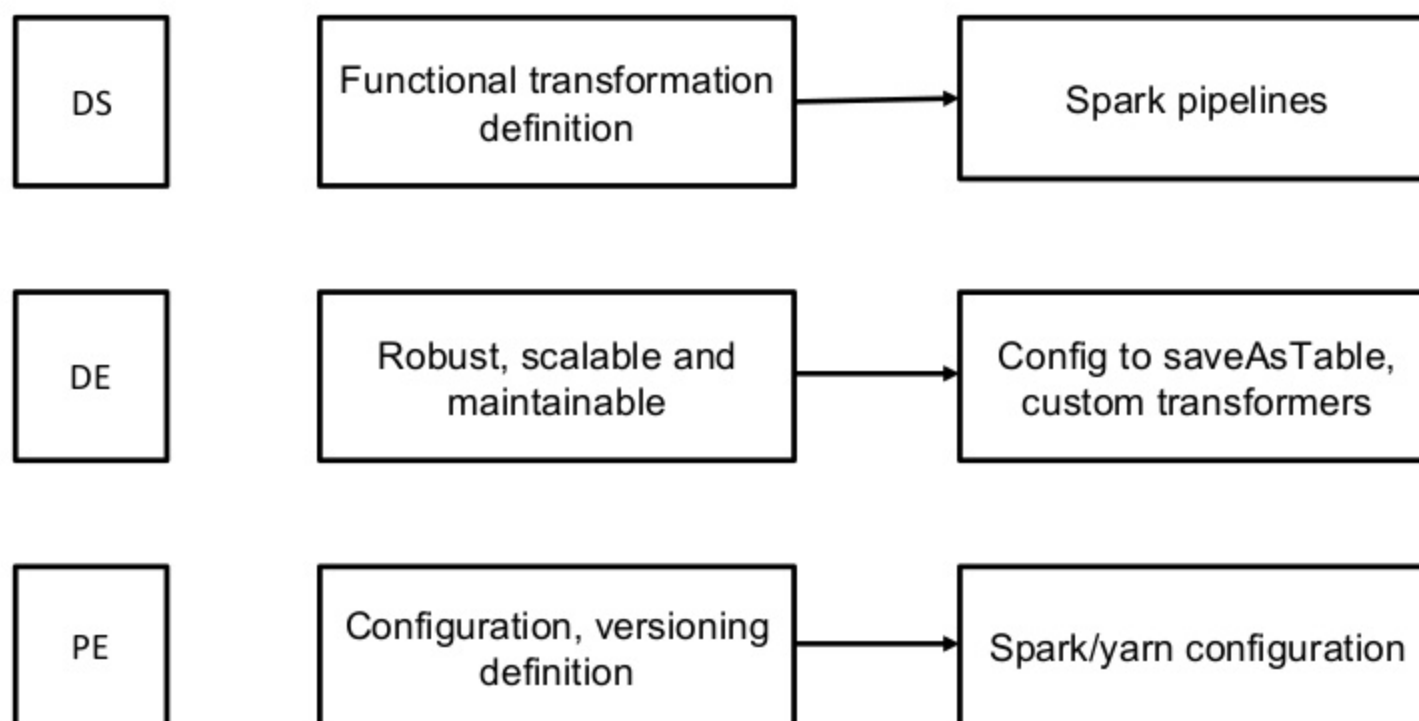 DS
Functional transformation
definition
Spark pipelines
DE
Robust, scalable and
maintainable
Config to saveAsTable,
custom transformers
PE
Configuration, versioning
definition
Spark/yarn configuration